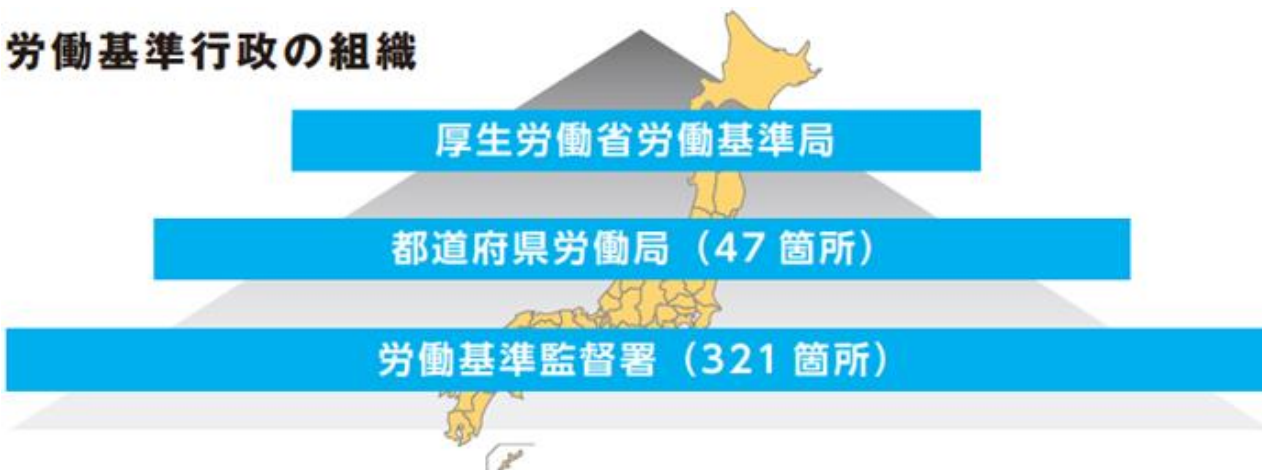 労働基準行政の組織
厚生労働省労働基準局
都道府県労働局（47 箇所）
労働基準監督署（321 箇所）